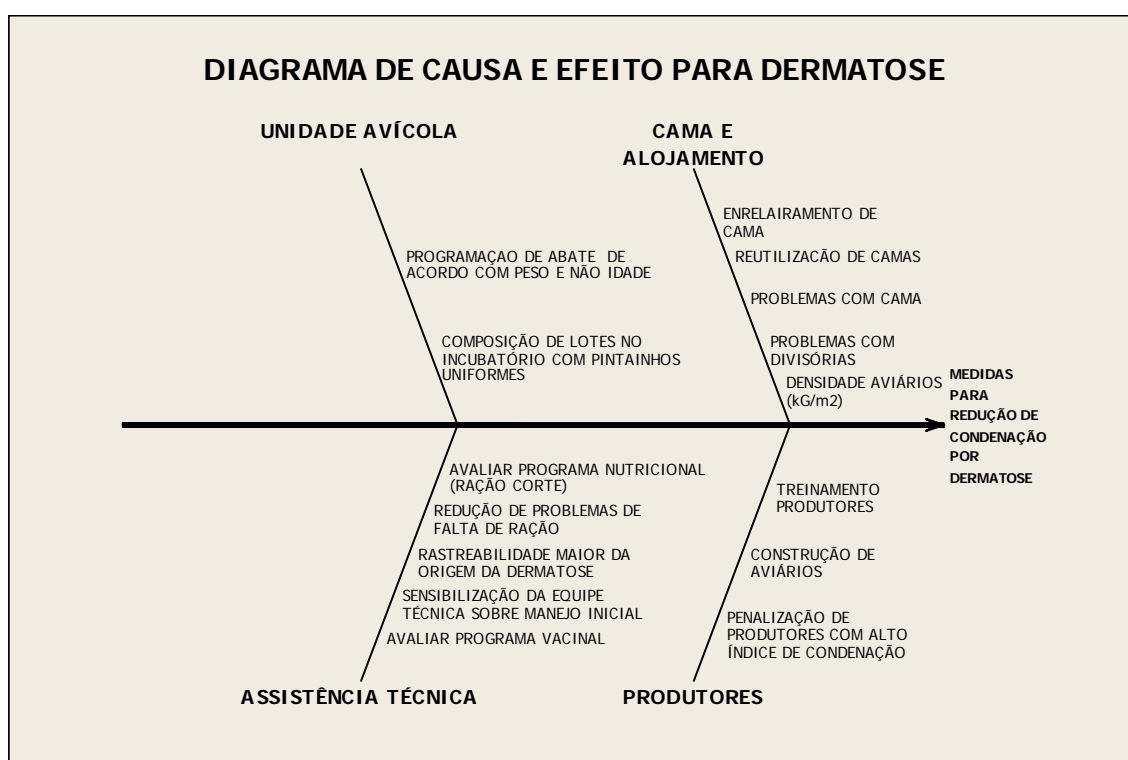 DIAGRAMA DE CAUSA E EFEITO PARA DERMATOSE
UNIDADE AVÍCOLA
PROGRAMAÇAO DE ABATE DE
ACORDO COM PESO E NÃO IDADE
COMPOSIÇÃO DE LOTES NO
INCUBATÓRIO COM PINTAINHOS
UNIFORMES
CAMA E
ALOJAMENTO
ENRELAIRAMENTO DE
CAMA
REUTILIZACÃO DE CAMAS
PROBLEMAS COM CAMA
PROBLEMAS COM
DIVISÓRIAS
DENSIDADE AVIÁRIOS
(kG/m2)
MEDIDAS
PARA
REDUÇÃO DE
CONDENAÇÃO
POR
DERMATOSE
AVALIAR PROGRAMA NUTRICIONAL
(RAÇÃO CORTE)
REDUÇÃO DE PROBLEMAS DE
FALTA DE RAÇÃO
RASTREABILIDADE MAIOR DA
ORIGEM DA DERMATOSE
SENSIBILIZAÇÃO DA EQUIPE
TÉCNICA SOBRE MANEJO INICIAL
AVALIAR PROGRAMA VACINAL
ASSISTÊNCIA TÉCNICA
TREINAMENTO
PRODUTORES
CONSTRUÇÃO DE
AVIÁRIOS
PENALIZAÇÃO DE
PRODUTORES COM ALTO
ÍNDICE DE CONDENAÇÃO
PRODUTORES